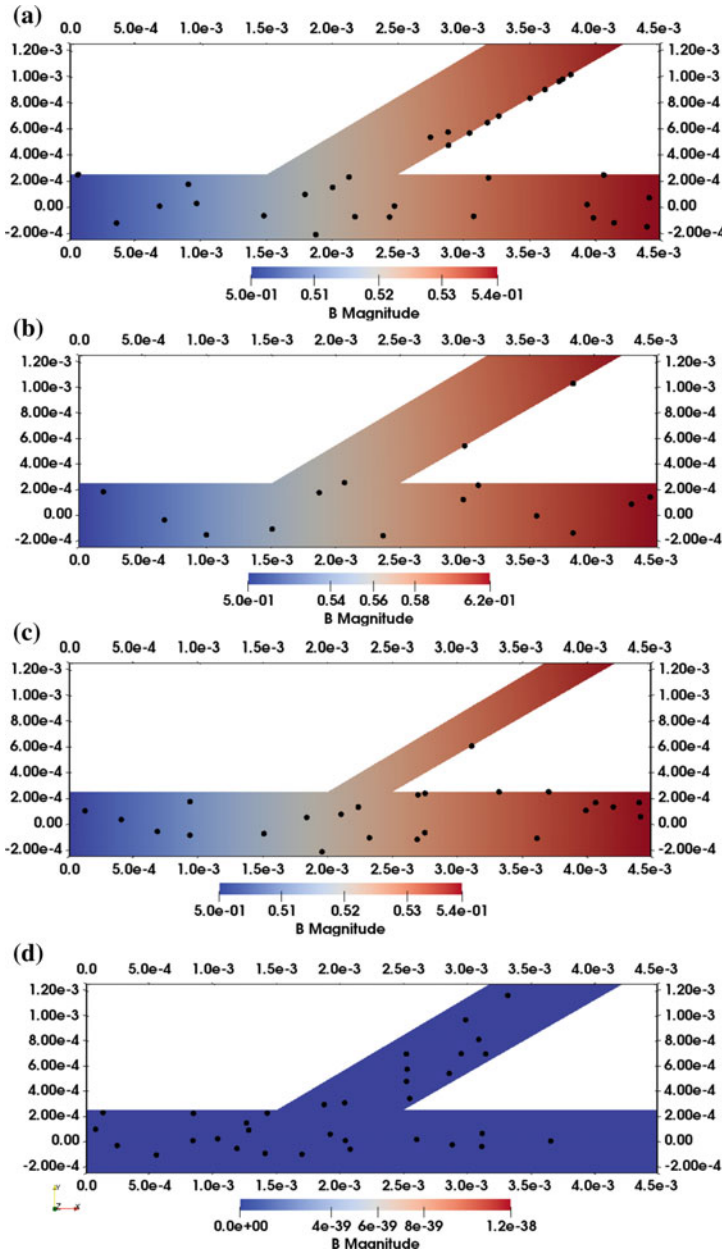 (a)
0.0 5.0e-4 1.0e-3 1.5e-3 2.0e-3 2.5e-3 3.0e-3 3.5e-3 4.0e-3 4.5e-3
1.20e-3 1.20e-3
1.00e-3 1.00e-3
8.00e-4 8.00e-4
6.00e-4 6.00e-4
4.00e-4 4.00e-4
2.00e-4 2.00e-4
0.00 0.00
-2.00e-4 -2.00e-4
0.0 5.0e-4 1.0e-3 1.5e-3 2.0e-3 2.5e-3 3.0e-3 3.5e-3 4.0e-3 4.5e-3
5.0e-01 0.51 0.52 0.53 5.4e-01
B Magnitude
(b)
0.0 5.0e-4 1.0e-3 1.5e-3 2.0e-3 2.5e-3 3.0e-3 3.5e-3 4.0e-3 4.5e-3
1.20e-3 1.20e-3
1.00e-3 1.00e-3
8.00e-4 8.00e-4
6.00e-4 6.00e-4
4.00e-4 4.00e-4
2.00e-4 2.00e-4
0.00 0.00
-2.00e-4 -2.00e-4
0.0 5.0e-4 1.0e-3 1.5e-3 2.0e-3 2.5e-3 3.0e-3 3.5e-3 4.0e-3 4.5e-3
5.0e-01 0.54 0.56 0.58 6.2e-01
B Magnitude
(c)
0.0 5.0e-4 1.0e-3 1.5e-3 2.0e-3 2.5e-3 3.0e-3 3.5e-3 4.0e-3 4.5e-3
1.20e-3 1.20e-3
1.00e-3 1.00e-3
8.00e-4 8.00e-4
6.00e-4 6.00e-4
4.00e-4 4.00e-4
2.00e-4 2.00e-4
0.00 0.00
-2.00e-4 -2.00e-4
0.0 5.0e-4 1.0e-3 1.5e-3 2.0e-3 2.5e-3 3.0e-3 3.5e-3 4.0e-3 4.5e-3
5.0e-01 0.51 0.52 0.53 5.4e-01
B Magnitude
(d)
0.0 5.0e-4 1.0e-3 1.5e-3 2.0e-3 2.5e-3 3.0e-3 3.5e-3 4.0e-3 4.5e-3
1.20e-3 1.20e-3
1.00e-3 1.00e-3
8.00e-4 8.00e-4
6.00e-4 6.00e-4
4.00e-4 4.00e-4
2.00e-4 2.00e-4
0.00 0.00
-2.00e-4 -2.00e-4
0.0 5.0e-4 1.0e-3 1.5e-3 2.0e-3 2.5e-3 3.0e-3 3.5e-3 4.0e-3 4.5e-3
Y
Z X
0.0e+00 4e-39 6e-39 8e-39 1.2e-38
B Magnitude